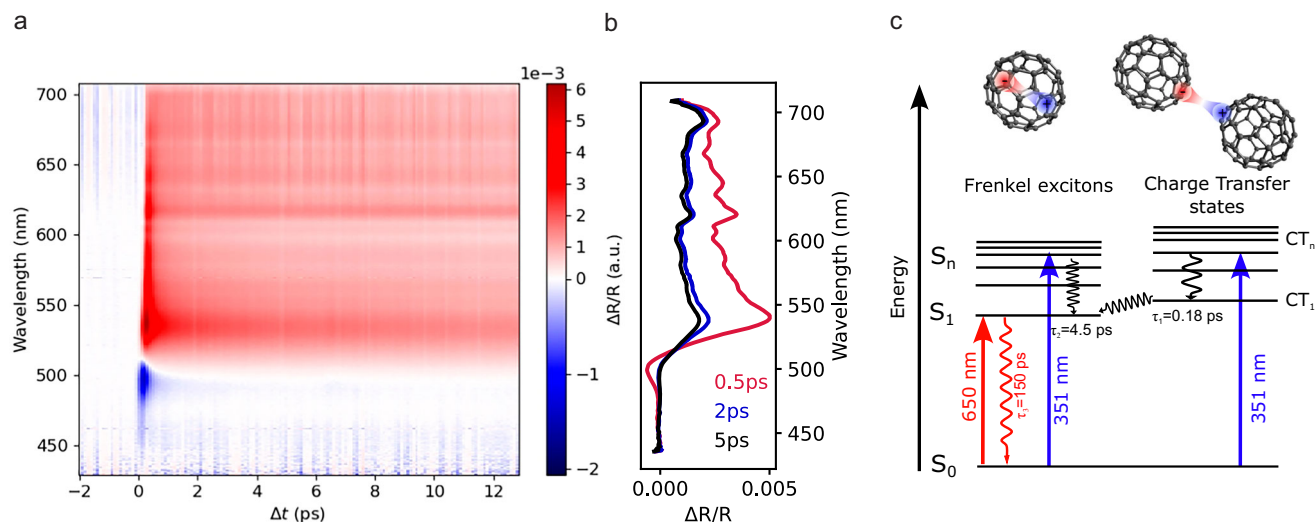 a
b
c
1e−3
Wavelength (nm)
700
650
600
550
500
450
−2
0
2
4
6
8
10
12
Δt (ps)
6
5
4
3
2
1
0
−1
−2
ΔR/R (a.u.)
0.5ps
2ps
5ps
0.000
0.005
ΔR/R
700
650
600
550
500
450
Wavelength (nm)
Energy
Frenkel excitons
Charge Transfer
states
-
+
-
+
Sn
S1
S0
CTn
CT1
τ1=0.18 ps
τ2=4.5 ps
τ3=150 ps
650 nm
351 nm
351 nm